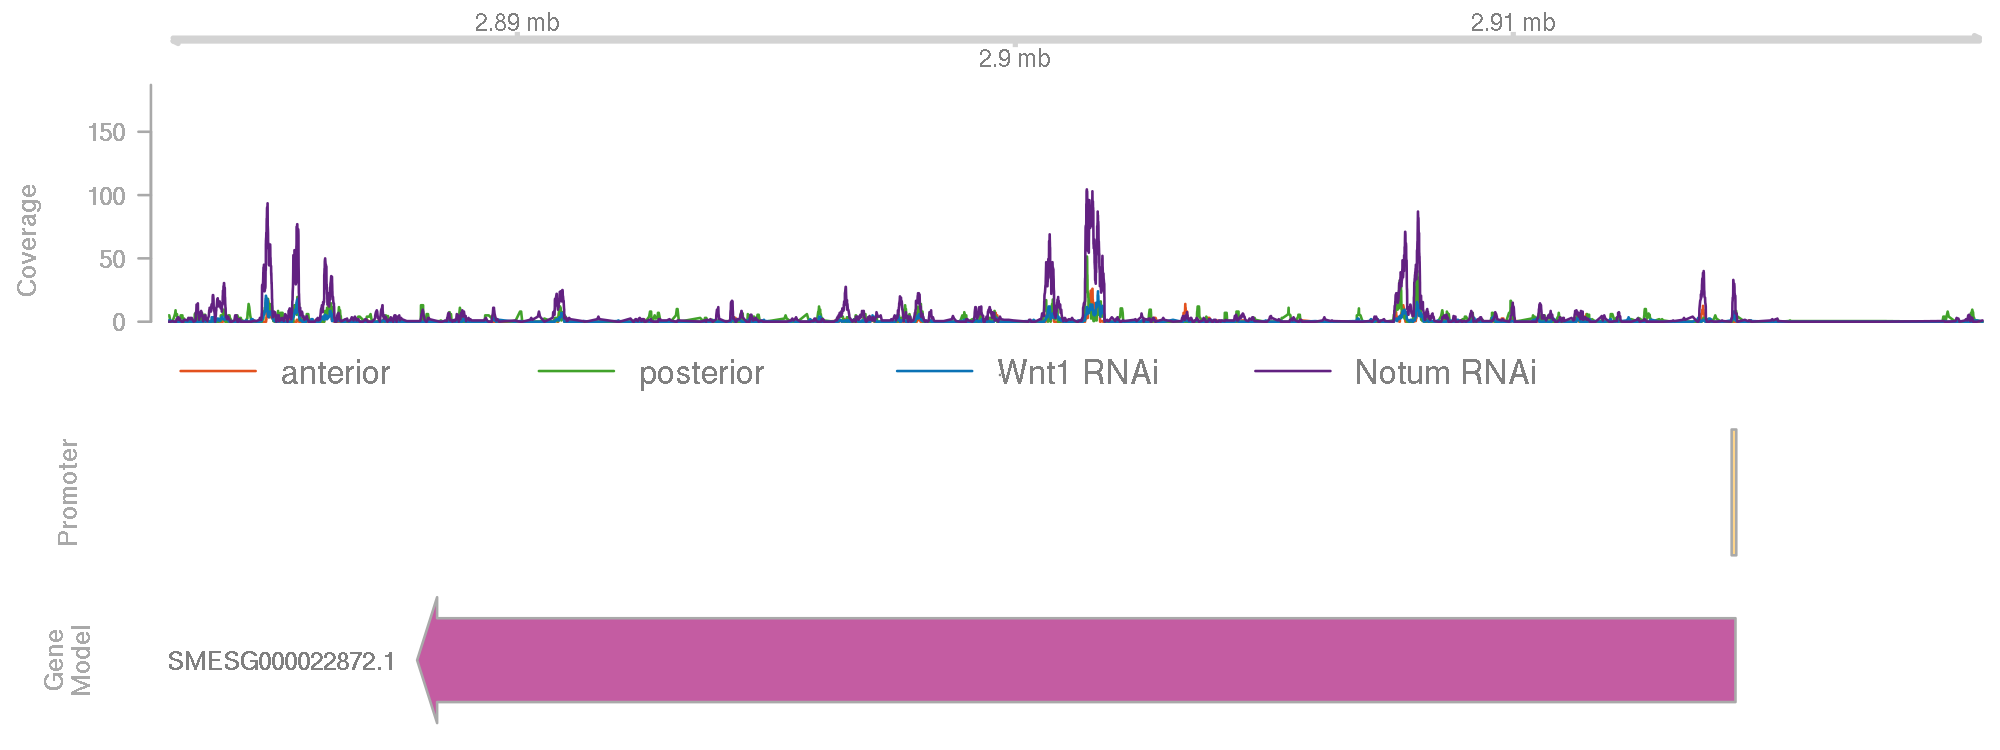 2.89 mb
2.91 mb
2.9 mb
Coverage
150
100
50
0
anterior posterior Wnt1 RNAi Notum RNAi
Promoter
Gene
Model
SMESG000022872.1